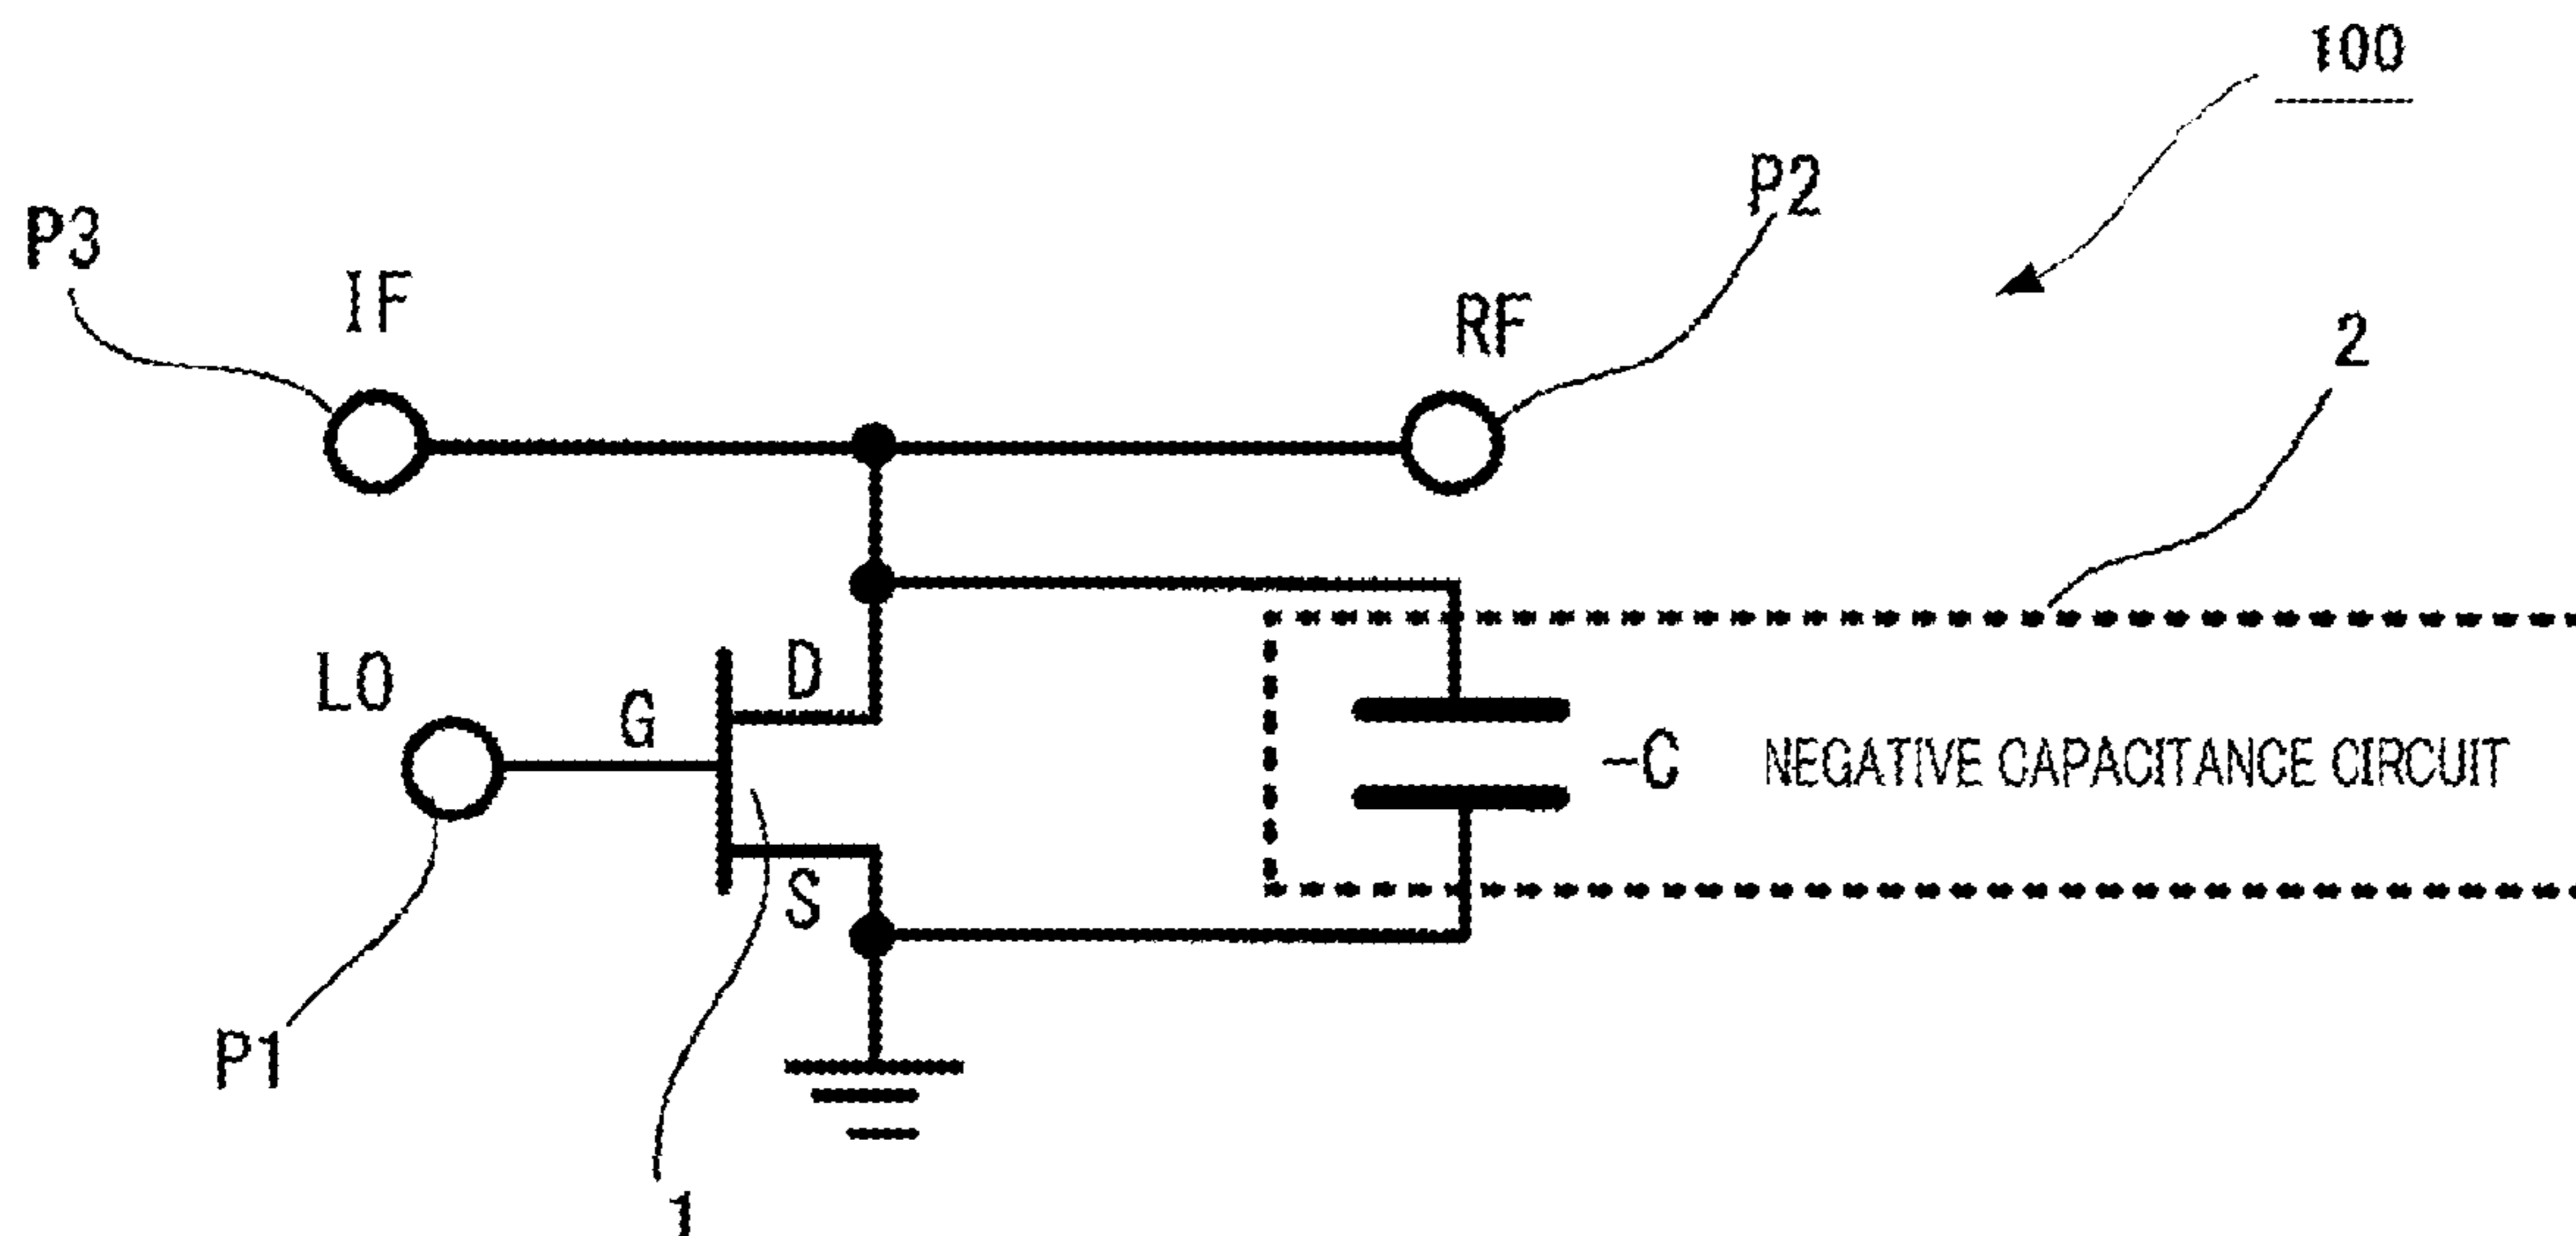 100
P2
P3
IF
RF
2
LO
G
D
-C NEGATIVE CAPACITANCE CIRCUIT
S
P1
1